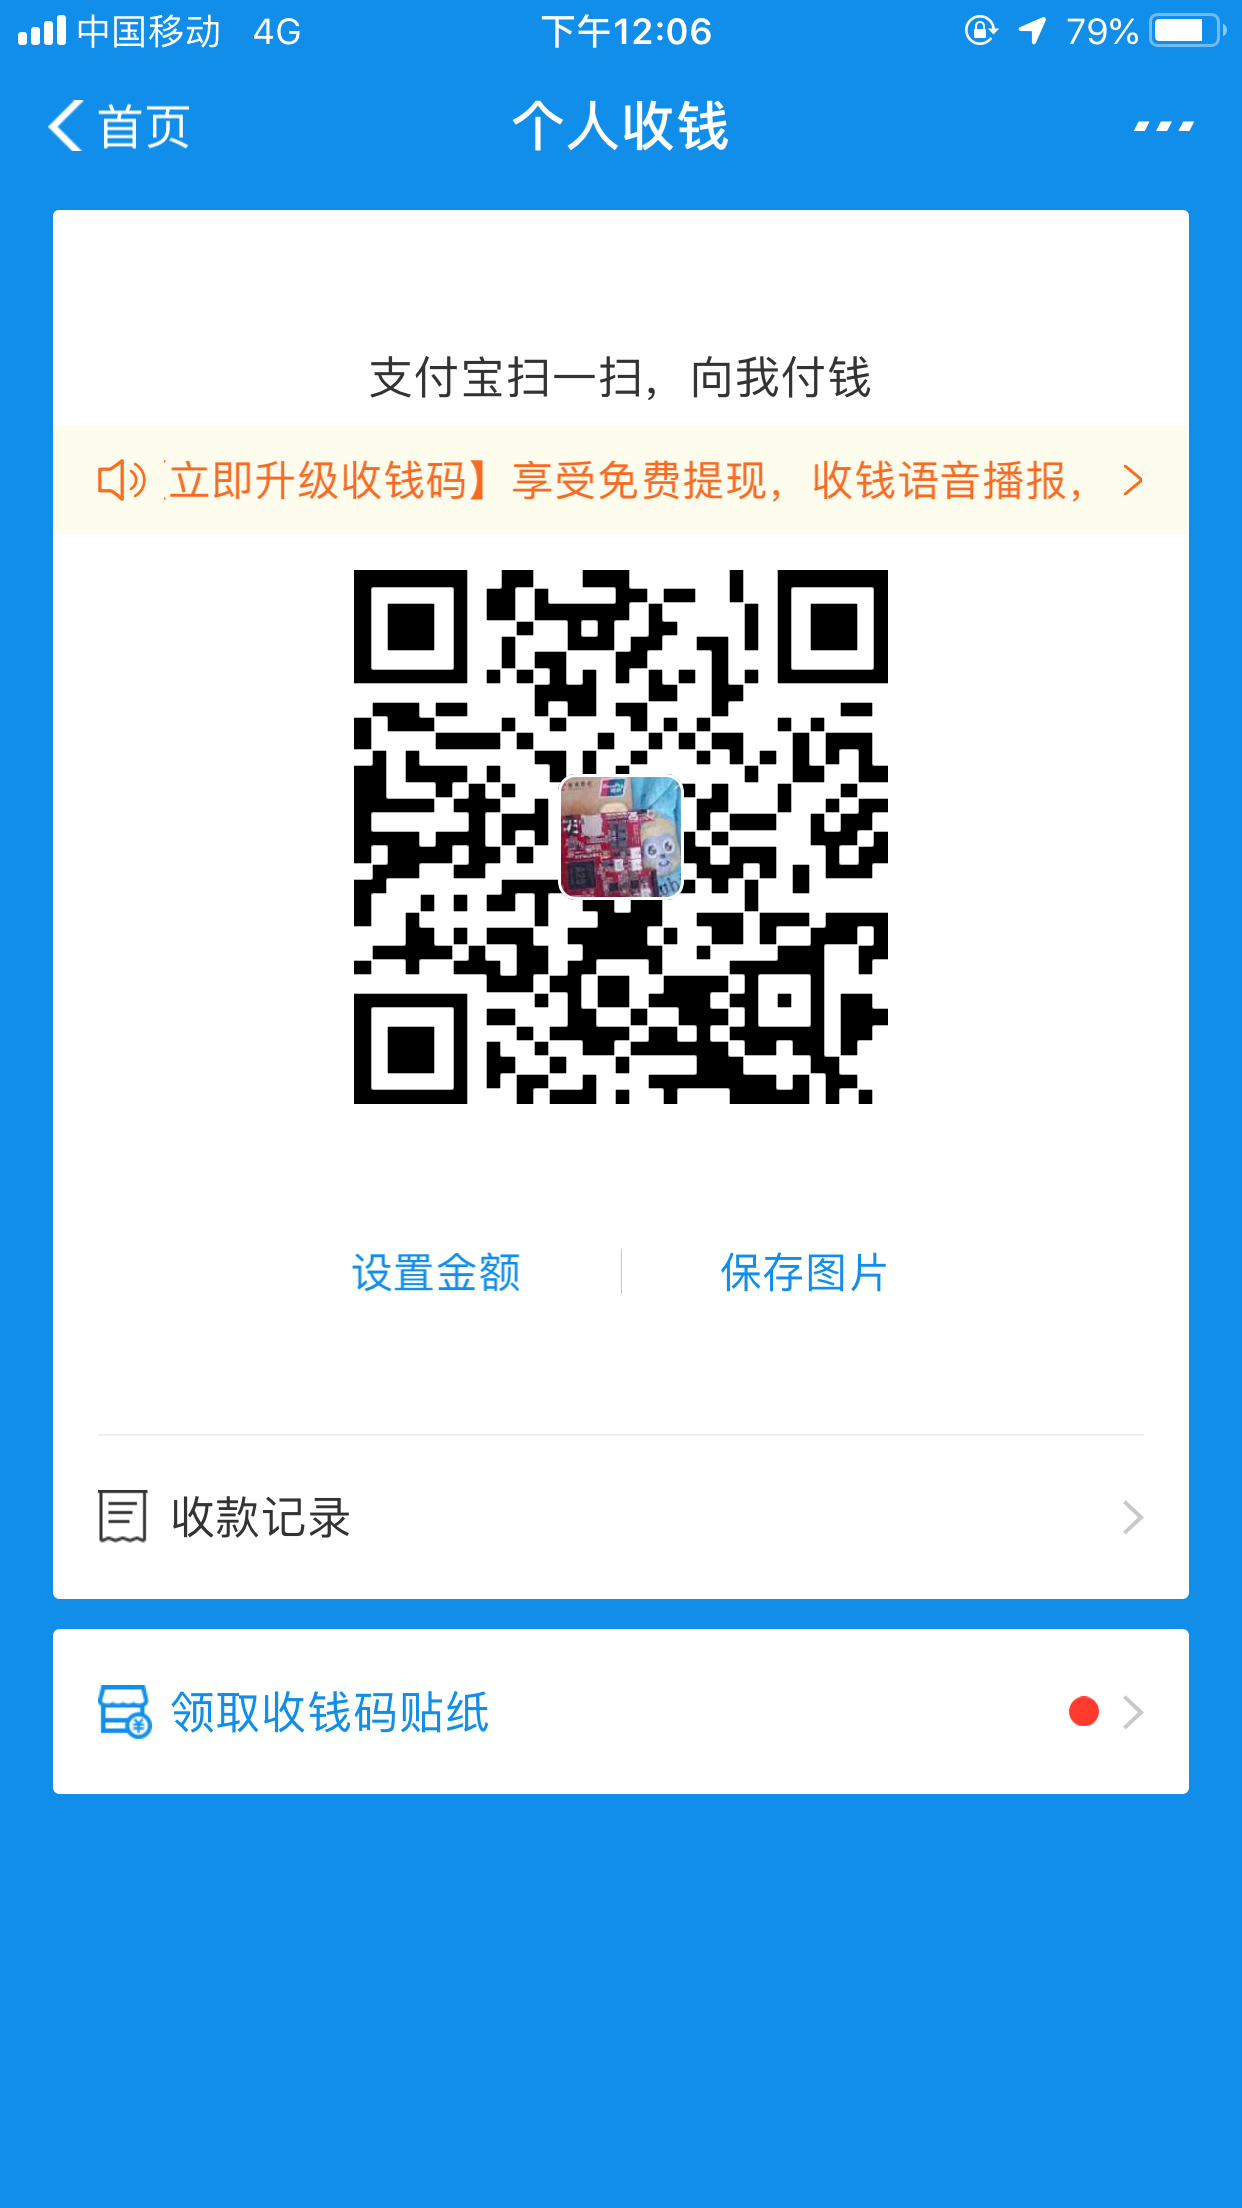 中国移动 4G 下午12:06 79%
首页 个人收钱
支付宝扫一扫，向我付钱
立即升级收钱码】享受免费提现，收钱语音播报，
设置金额 保存图片
收款记录
领取收钱码贴纸